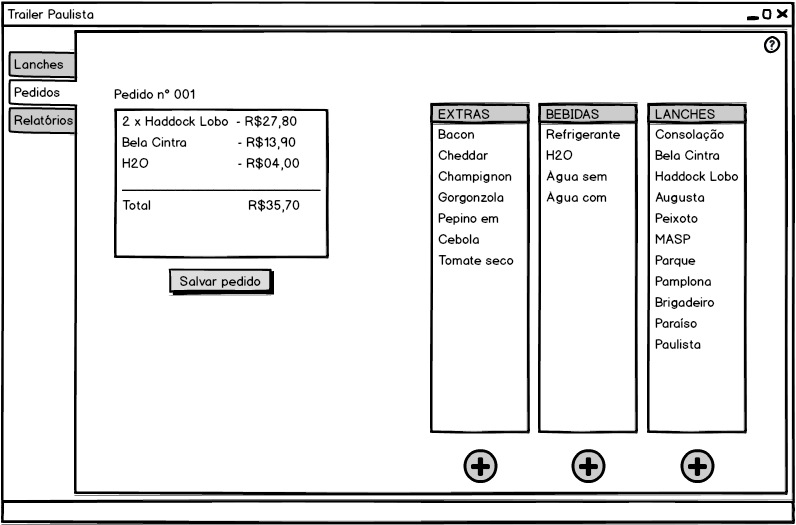 Trailer Paulista
?
Lanches
Pedidos
Relatórios
Pedido n° 001
2 x Haddock Lobo - R$27,80
Bela Cintra - R$13,90
H2O - R$04,00
Total R$35,70
Salvar pedido
EXTRAS
Bacon
Cheddar
Champignon
Gorgonzola
Pepino em
Cebola
Tomate seco
BEBIDAS
Refrigerante
H2O
Água sem
Água com
LANCHES
Consolação
Bela Cintra
Haddock Lobo
Augusta
Peixoto
MASP
Parque
Pamplona
Brigadeiro
Paraíso
Paulista